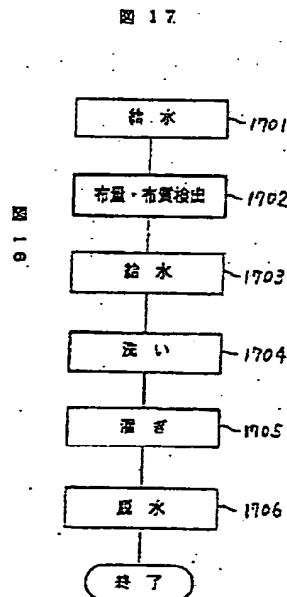 図 17
給 水 1701
布量・布質検出 1702
図
給 水 1703
洗 い 1704
濯 ぎ 1705
脱 水 1706
終 了